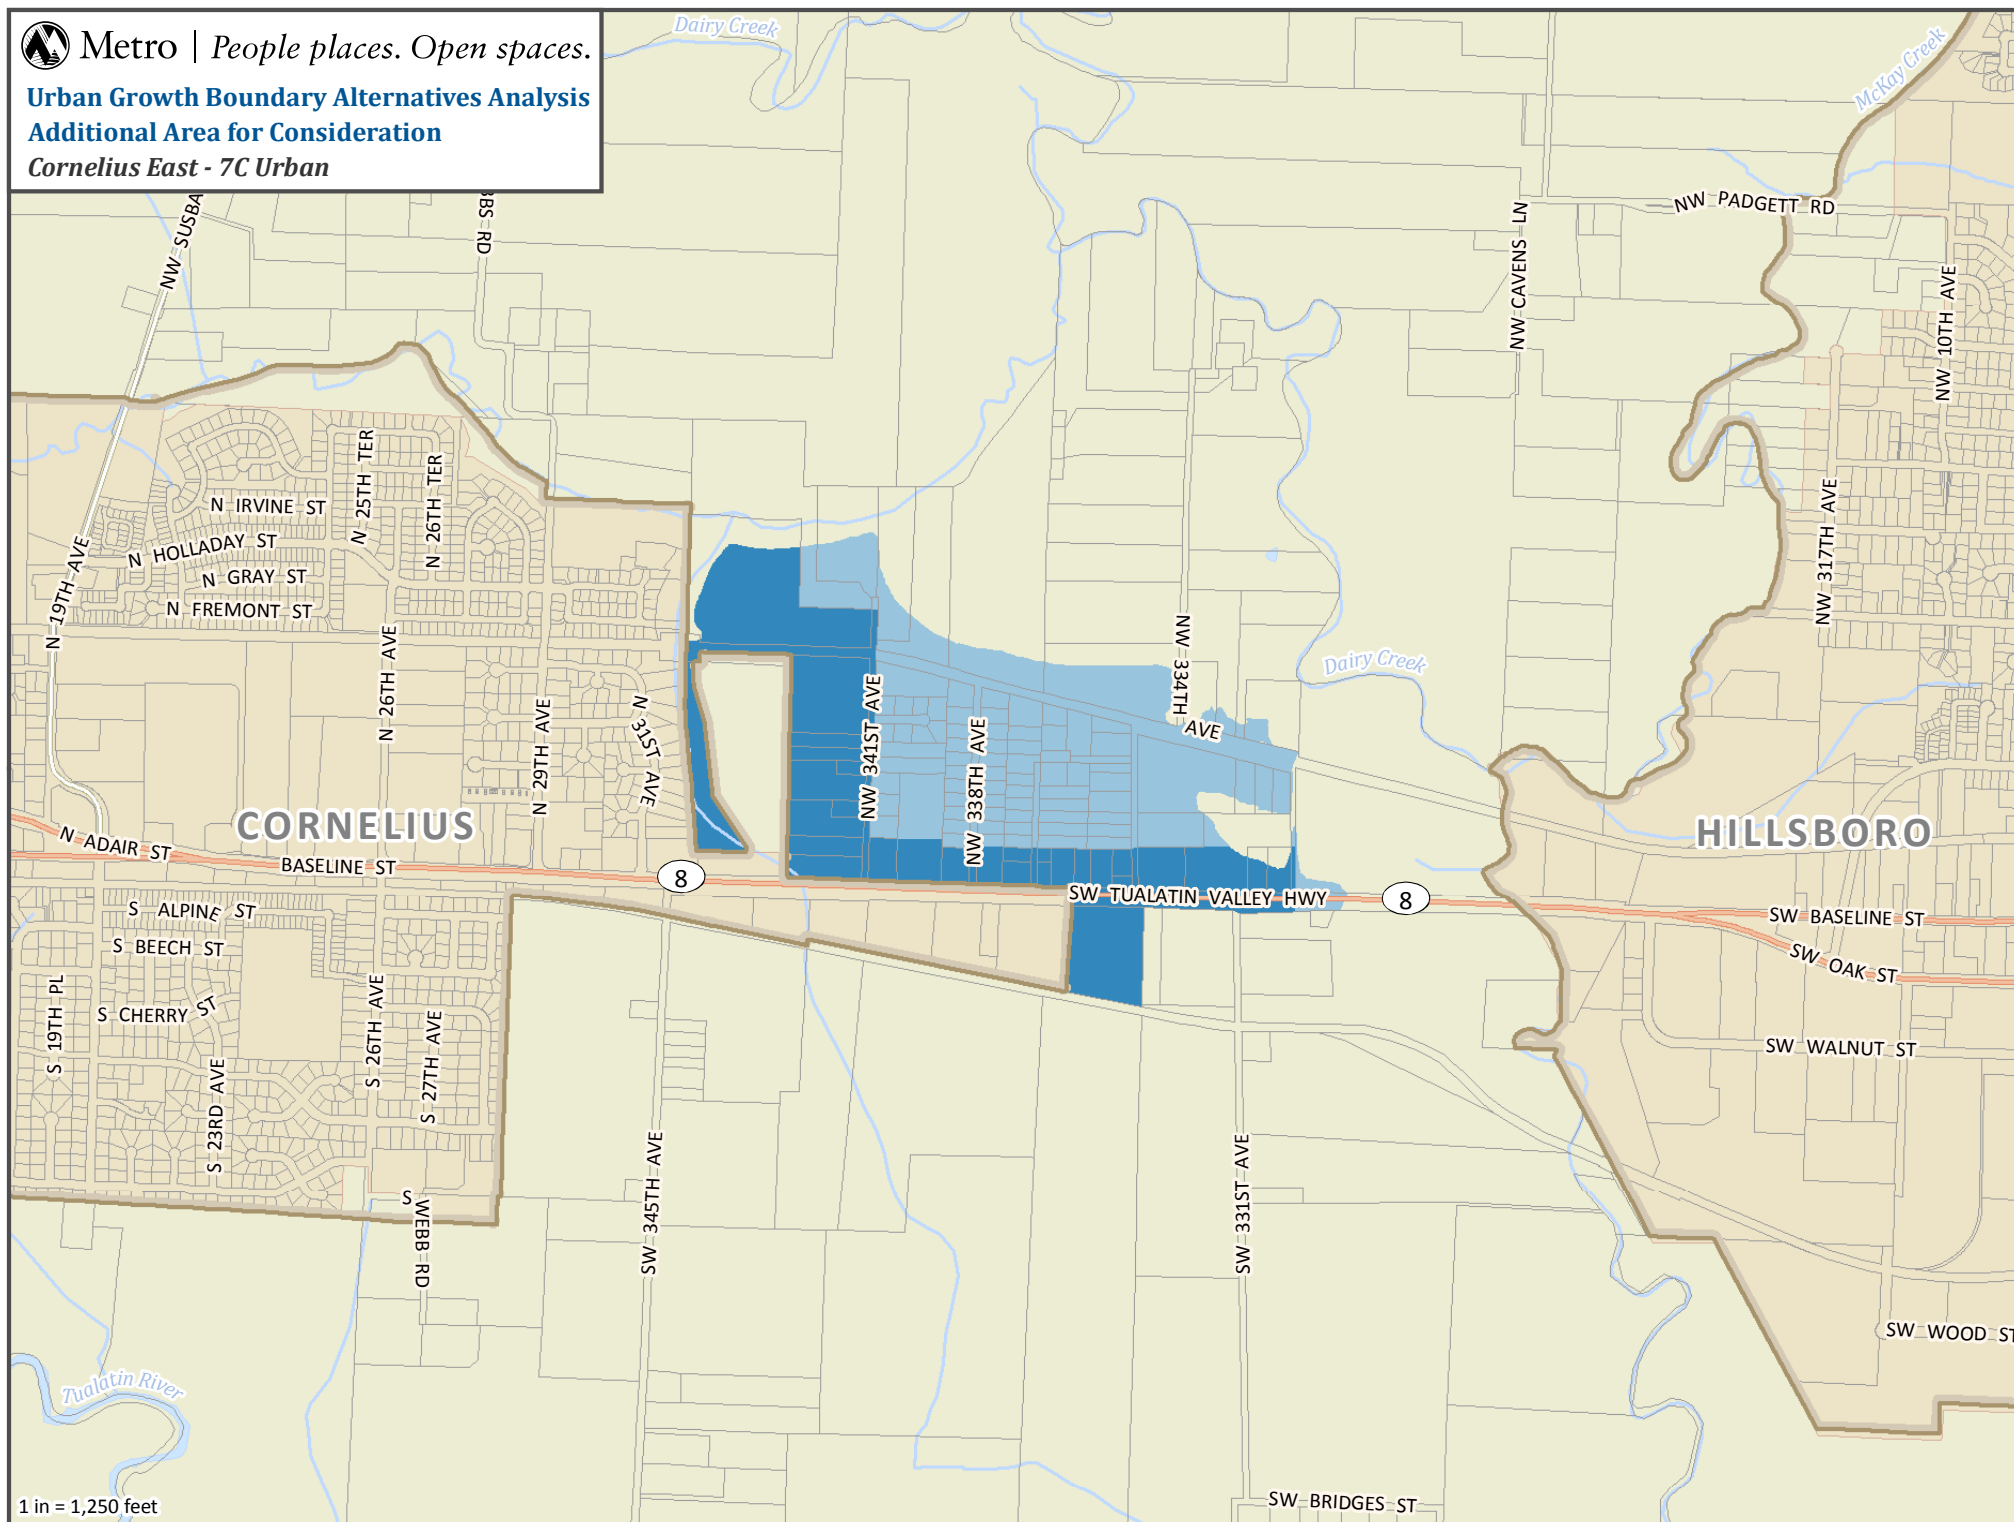 Metro | People places. Open spaces.
Urban Growth Boundary Alternatives Analysis
Additional Area for Consideration
Cornelius East - 7C Urban
Dairy Creek
McKay Creek
NW SUSBA
BBS RD
NW CAVENS LN
NW PADGETT RD
NW 10TH AVE
N 25TH TER
N 26TH TER
N IRVINE ST
N HOLLADAY ST
N GRAY ST
N FREMONT ST
N 19TH AVE
N 26TH AVE
N 29TH AVE
N 31ST AVE
NW 341ST AVE
NW 338TH AVE
NW 334TH AVE
Dairy Creek
NW 317TH AVE
CORNELIUS
HILLSBORO
N ADAIR ST
BASELINE ST
8
SW TUALATIN VALLEY HWY
8
SW BASELINE ST
SW OAK ST
S ALPINE ST
S BEECH ST
S CHERRY ST
S 19TH PL
S 23RD AVE
S 26TH AVE
S 27TH AVE
SW WALNUT ST
S WEBB RD
SW 345TH AVE
SW 331ST AVE
SW WOOD ST
Tualatin River
SW BRIDGES ST
1 in = 1,250 feet